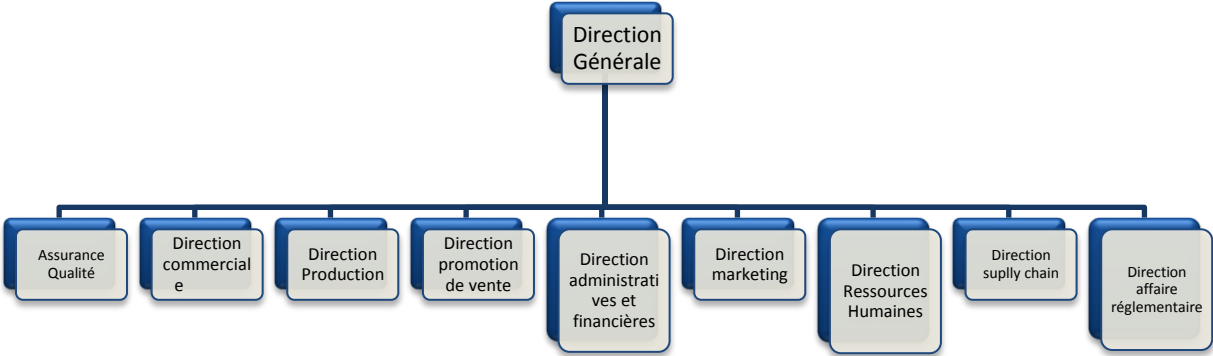 Direction
Générale
Assurance
Qualité
Direction
commercial
e
Direction
Production
Direction
promotion
de vente
Direction
administrati
ves et
financières
Direction
marketing
Direction
Ressources
Humaines
Direction
suplly chain
Direction
affaire
réglementaire